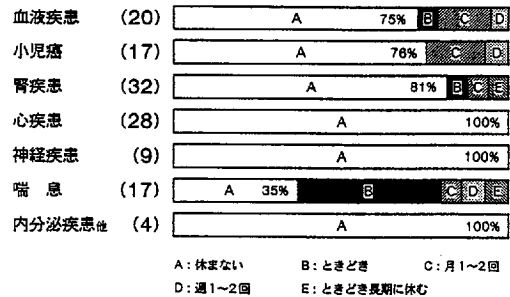 血液疾患 (20) A 75% B C D
小児癌 (17) A 76% C D
腎疾患 (32) A 81% B C E
心疾患 (28) A 100%
神経疾患 (9) A 100%
喘 息 (17) A 35% B C D E
内分泌疾患他 (4) A 100%
A：休まない B：ときどき C：月1〜2回
D：週1〜2回 E：ときどき長期に休む